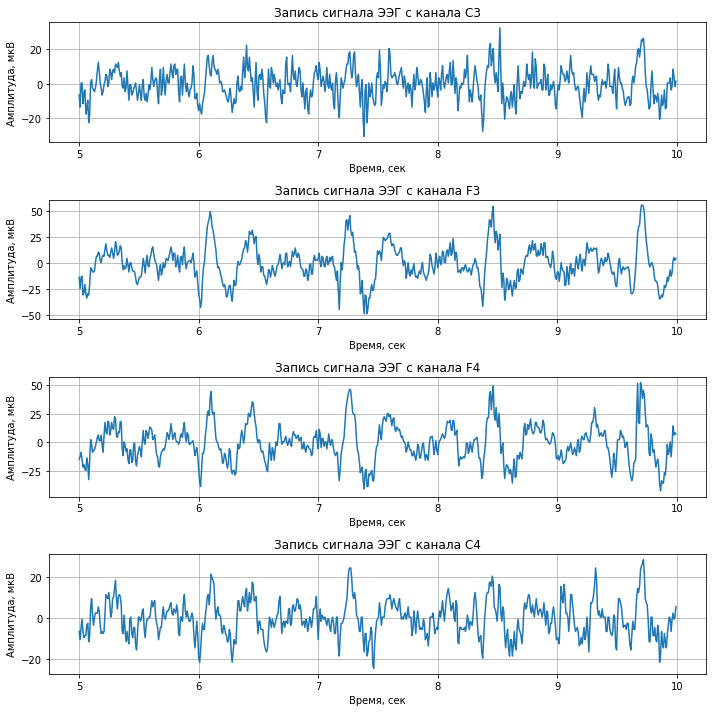 Запись сигнала ЭЭГ с канала C3
Амплитуда, мкВ
20
0
−20
5 6 7 8 9 10
Время, сек
Запись сигнала ЭЭГ с канала F3
Амплитуда, мкВ
50
25
0
−25
−50
5 6 7 8 9 10
Время, сек
Запись сигнала ЭЭГ с канала F4
Амплитуда, мкВ
50
25
0
−25
5 6 7 8 9 10
Время, сек
Запись сигнала ЭЭГ с канала C4
Амплитуда, мкВ
20
0
−20
5 6 7 8 9 10
Время, сек